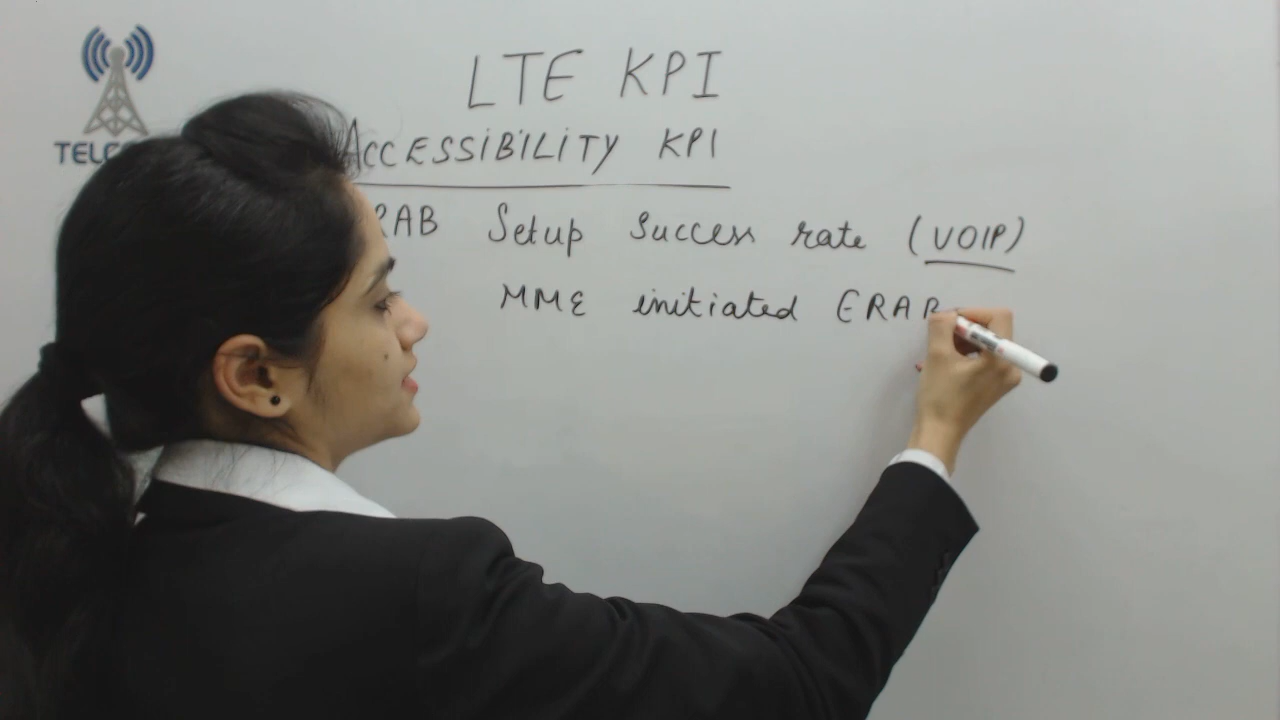 LTE KPI
ACCESSIBILITY KPI
RAB Setup Success rate (VOIP)
MME initiated ERAB